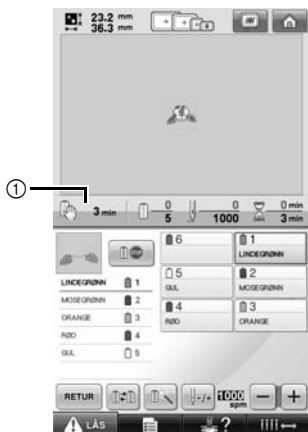 23.2 mm
36.3 mm
①
3 min
0
5
0
1000
0 min
3 min
6
1
LINDEGRØNN
5
GUL
2
MOSEGRØNN
4
RØD
3
ORANGE
LINDEGRØNN 1
MOSEGRØNN 2
ORANGE 3
RØD 4
GUL 5
RETUR
-/+
1000
spm
−
+
LÅS
?